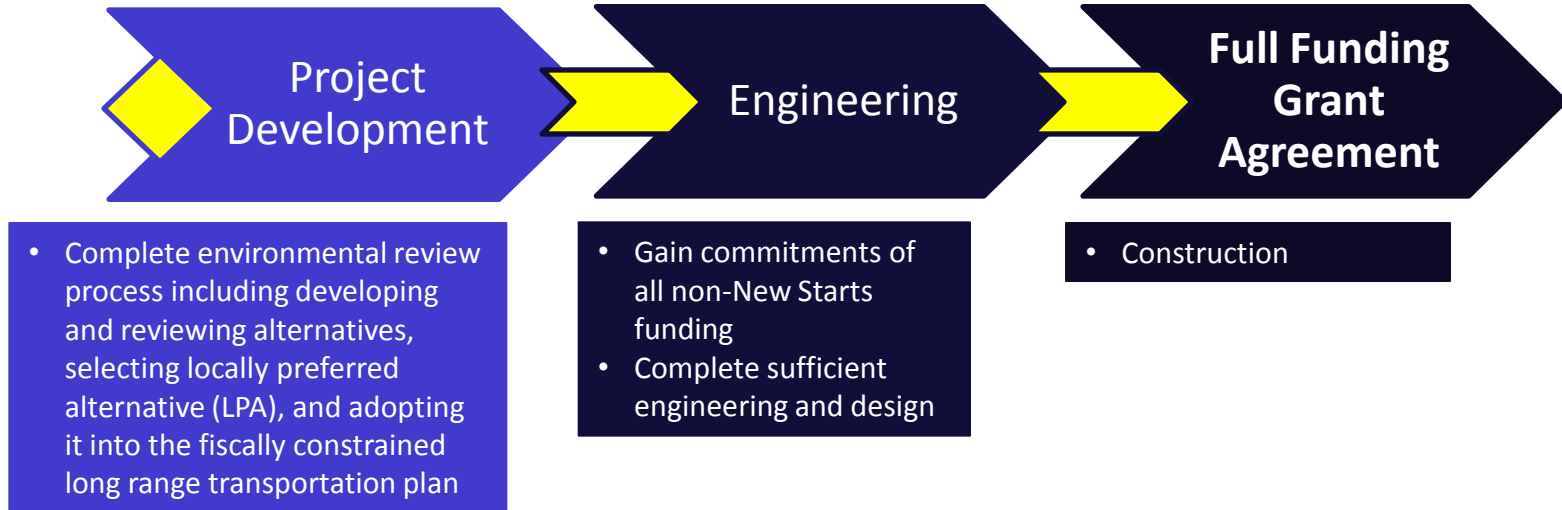 Project
Development
Engineering
Full Funding
Grant
Agreement
• Complete environmental review
process including developing
and reviewing alternatives,
selecting locally preferred
alternative (LPA), and adopting
it into the fiscally constrained
long range transportation plan
• Gain commitments of
all non-New Starts
funding
• Complete sufficient
engineering and design
• Construction